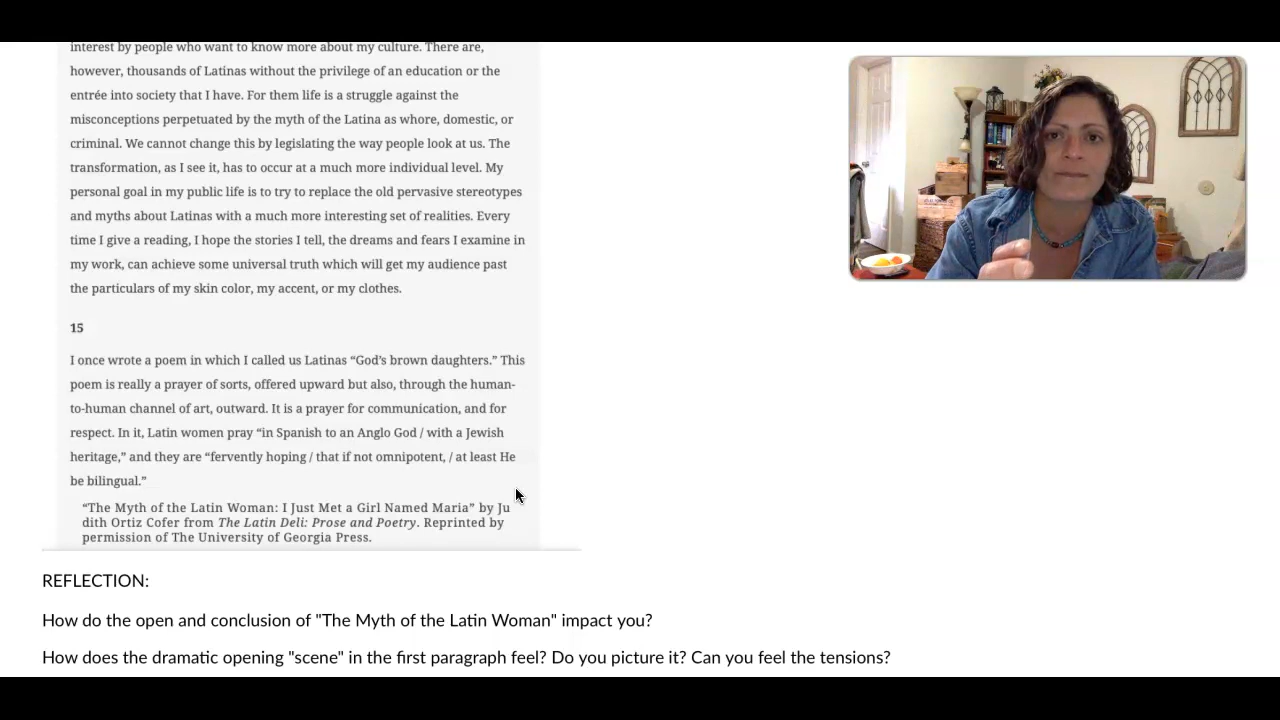 interest by people who want to know more about my culture. There are,
however, thousands of Latinas without the privilege of an education or the
entrée into society that I have. For them life is a struggle against the
misconceptions perpetuated by the myth of the Latina as whore, domestic, or
criminal. We cannot change this by legislating the way people look at us. The
transformation, as I see it, has to occur at a much more individual level. My
personal goal in my public life is to try to replace the old pervasive stereotypes
and myths about Latinas with a much more interesting set of realities. Every
time I give a reading, I hope the stories I tell, the dreams and fears I examine in
my work, can achieve some universal truth which will get my audience past
the particulars of my skin color, my accent, or my clothes.
15
I once wrote a poem in which I called us Latinas “God’s brown daughters.” This
poem is really a prayer of sorts, offered upward but also, through the human-
to-human channel of art, outward. It is a prayer for communication, and for
respect. In it, Latin women pray “in Spanish to an Anglo God / with a Jewish
heritage,” and they are “fervently hoping / that if not omnipotent, / at least He
be bilingual.”
“The Myth of the Latin Woman: I Just Met a Girl Named Maria” by Ju
dith Ortiz Cofer from The Latin Deli: Prose and Poetry. Reprinted by
permission of The University of Georgia Press.
REFLECTION:
How do the open and conclusion of "The Myth of the Latin Woman" impact you?
How does the dramatic opening "scene" in the first paragraph feel? Do you picture it? Can you feel the tensions?